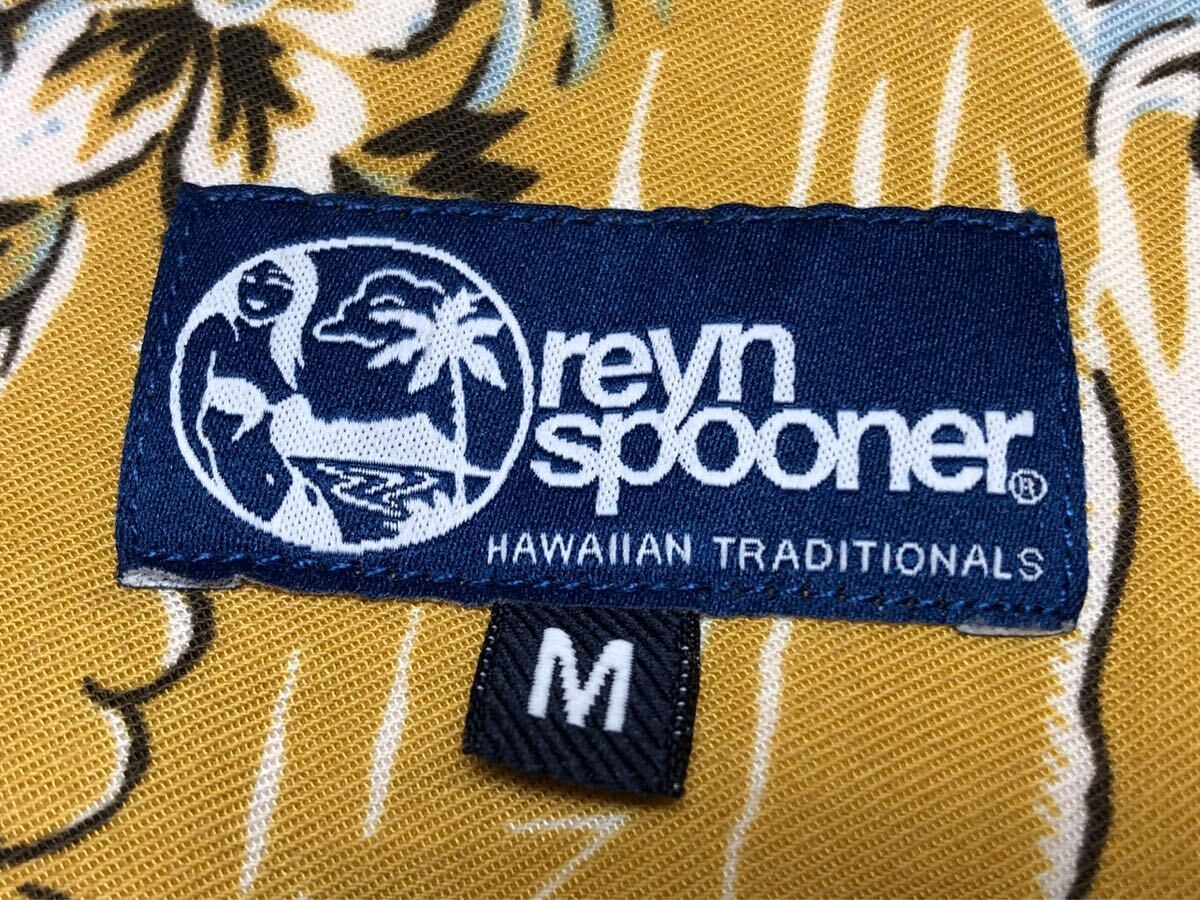 reyn
spooner®
HAWAIIAN TRADITIONALS
M